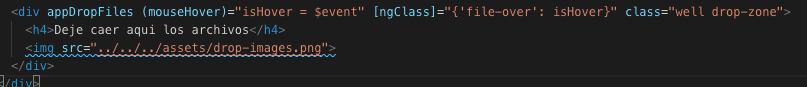 <div appDropFiles (mouseHover)="isHover = $event" [ngClass]="{'file-over': isHover}" class="well drop-zone">
<h4>Deje caer aqui los archivos</h4>
<img src="../../../assets/drop-images.png">
</div>
</div>